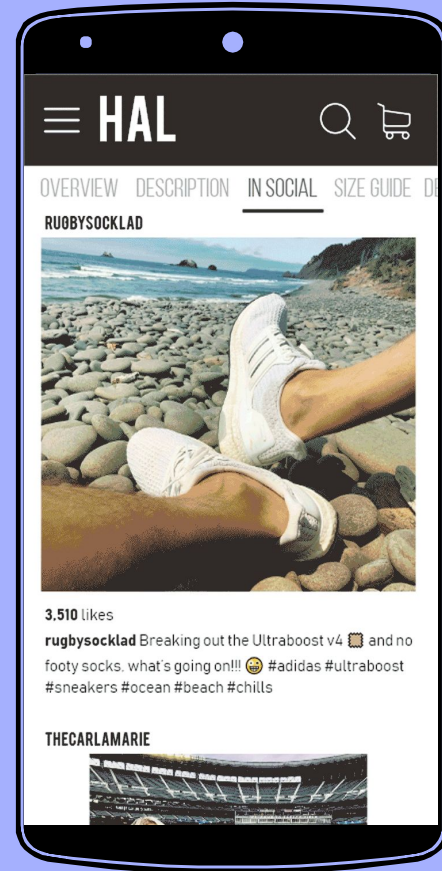 HAL
OVERVIEW DESCRIPTION IN SOCIAL SIZE GUIDE
RUGBYSOCKLAD
3,510 likes
rugbysocklad Breaking out the Ultraboost v4 and no
footy socks. what's going on!!! 😀 #adidas #ultraboost
#sneakers #ocean #beach #chills
THECARLAMARIE